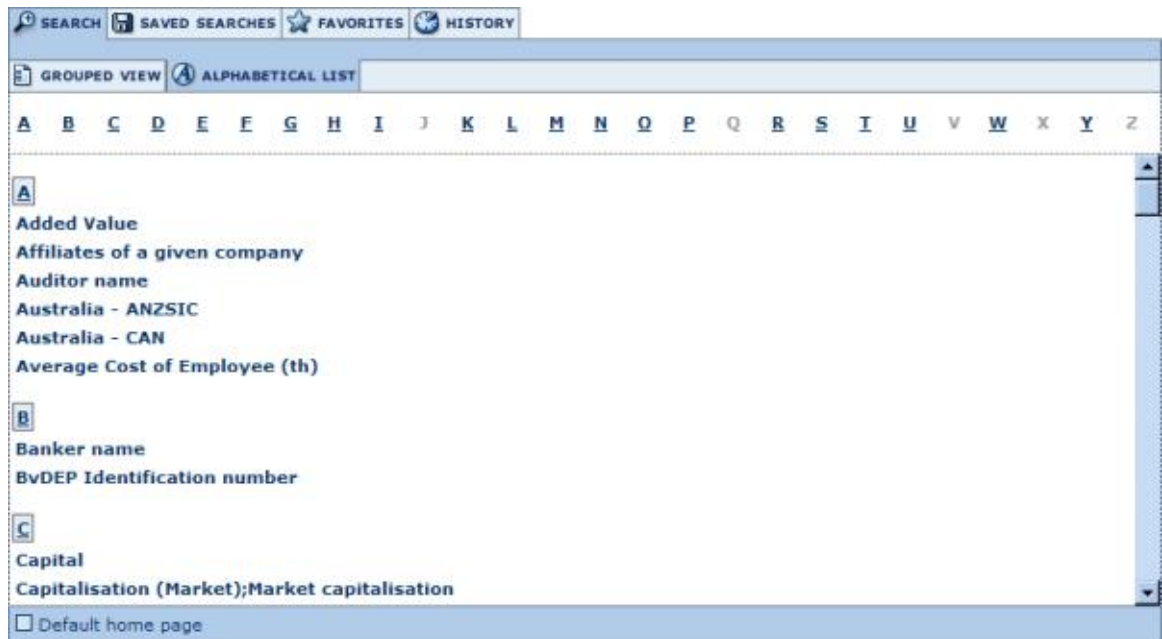 SEARCH SAVED SEARCHES FAVORITES HISTORY
GROUPED VIEW ALPHABETICAL LIST
A B C D E F G H I J K L M N O P Q R S T U V W X Y Z
A
Added Value
Affiliates of a given company
Auditor name
Australia - ANZSIC
Australia - CAN
Average Cost of Employee (th)
B
Banker name
BvDEP Identification number
C
Capital
Capitalisation (Market);Market capitalisation
Default home page